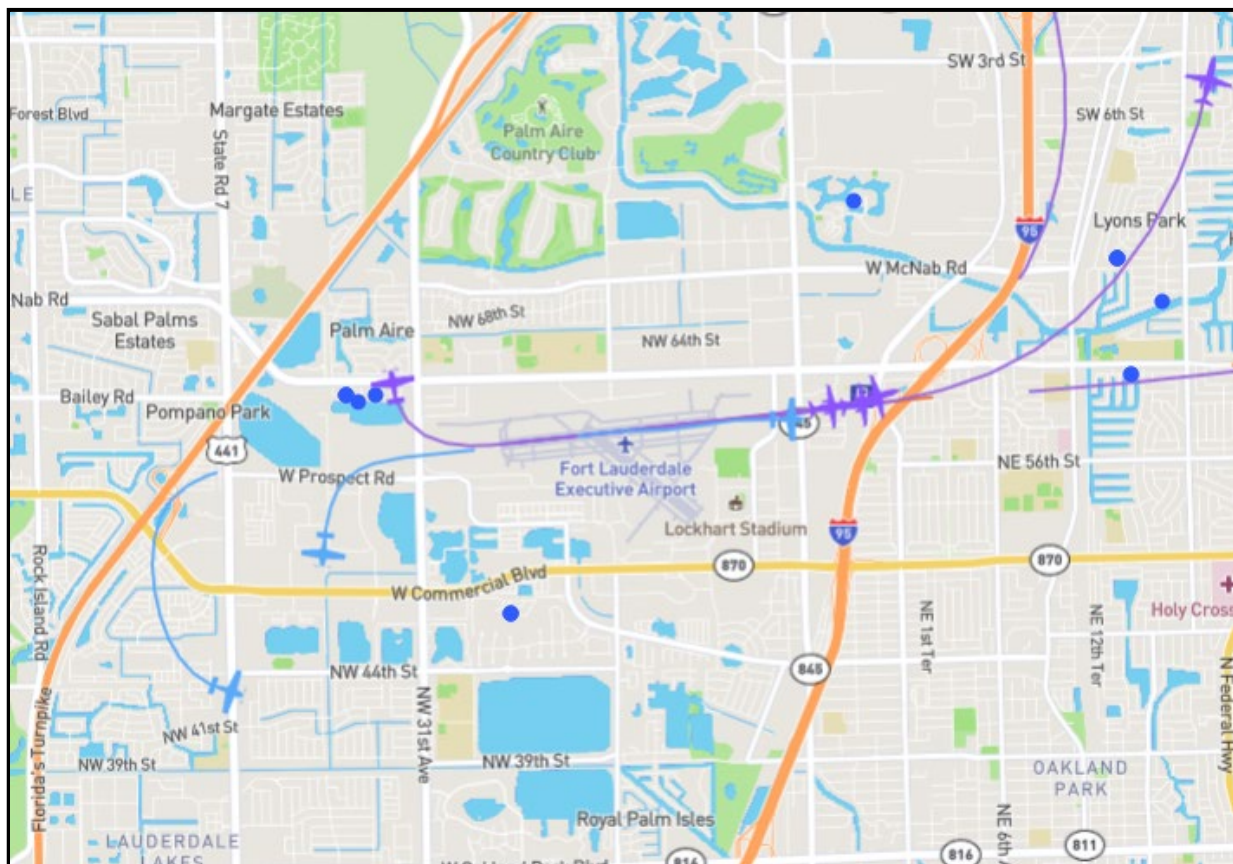 SW 3rd St
Margate Estates
Forest Blvd
SW 6th St
Palm Aire
Country Club
State Rd 7
LE
Lyons Park
95
W McNab Rd
Nab Rd
Sabal Palms
Estates
Palm Aire
NW 68th St
NW 64th St
Bailey Rd
Pompano Park
441
W Prospect Rd
Fort Lauderdale
Executive Airport
NE 56th St
Lockhart Stadium
95
870
870
W Commercial Blvd
Rock Island Rd
Holy Cross
NE 1st Ter
NE 12th Ter
NW 44th St
845
N Federal Hwy
NW 31st Ave
NW 41st St
Florida's Turnpike
NW 39th St
NW 39th St
OAKLAND
PARK
Royal Palm Isles
LAUDERDALE
LAKES
NE 6th A
811
816
816